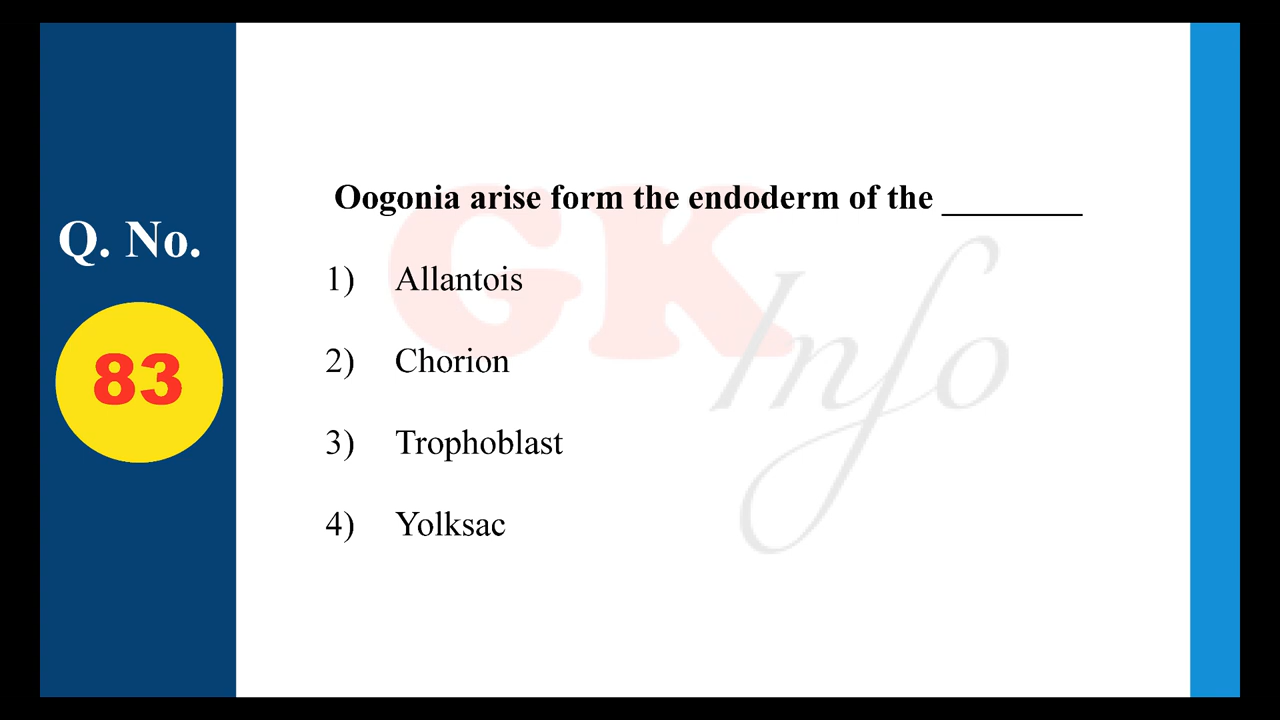 Q. No.
83
Oogonia arise form the endoderm of the ________
1) Allantois
2) Chorion
3) Trophoblast
4) Yolksac
GK
Info